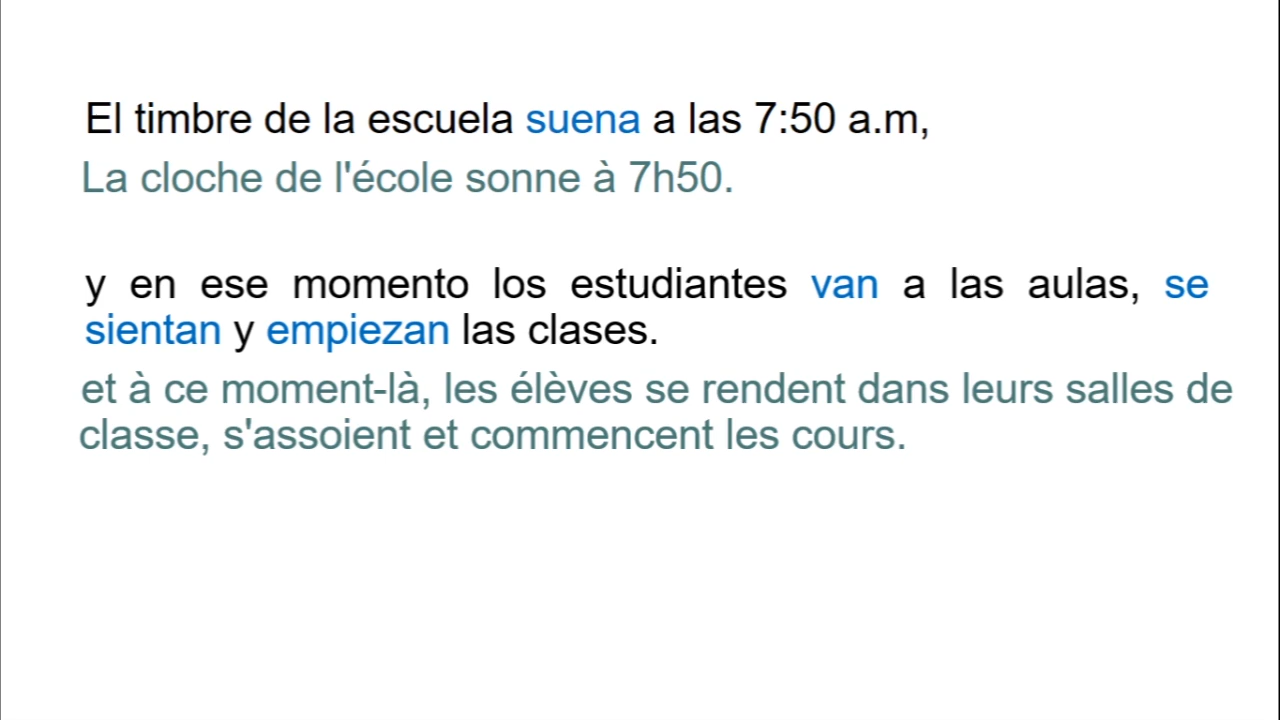 El timbre de la escuela suena a las 7:50 a.m,
La cloche de l'école sonne à 7h50.
y en ese momento los estudiantes van a las aulas, se
sientan y empiezan las clases.
et à ce moment-là, les élèves se rendent dans leurs salles de
classe, s'assoient et commencent les cours.